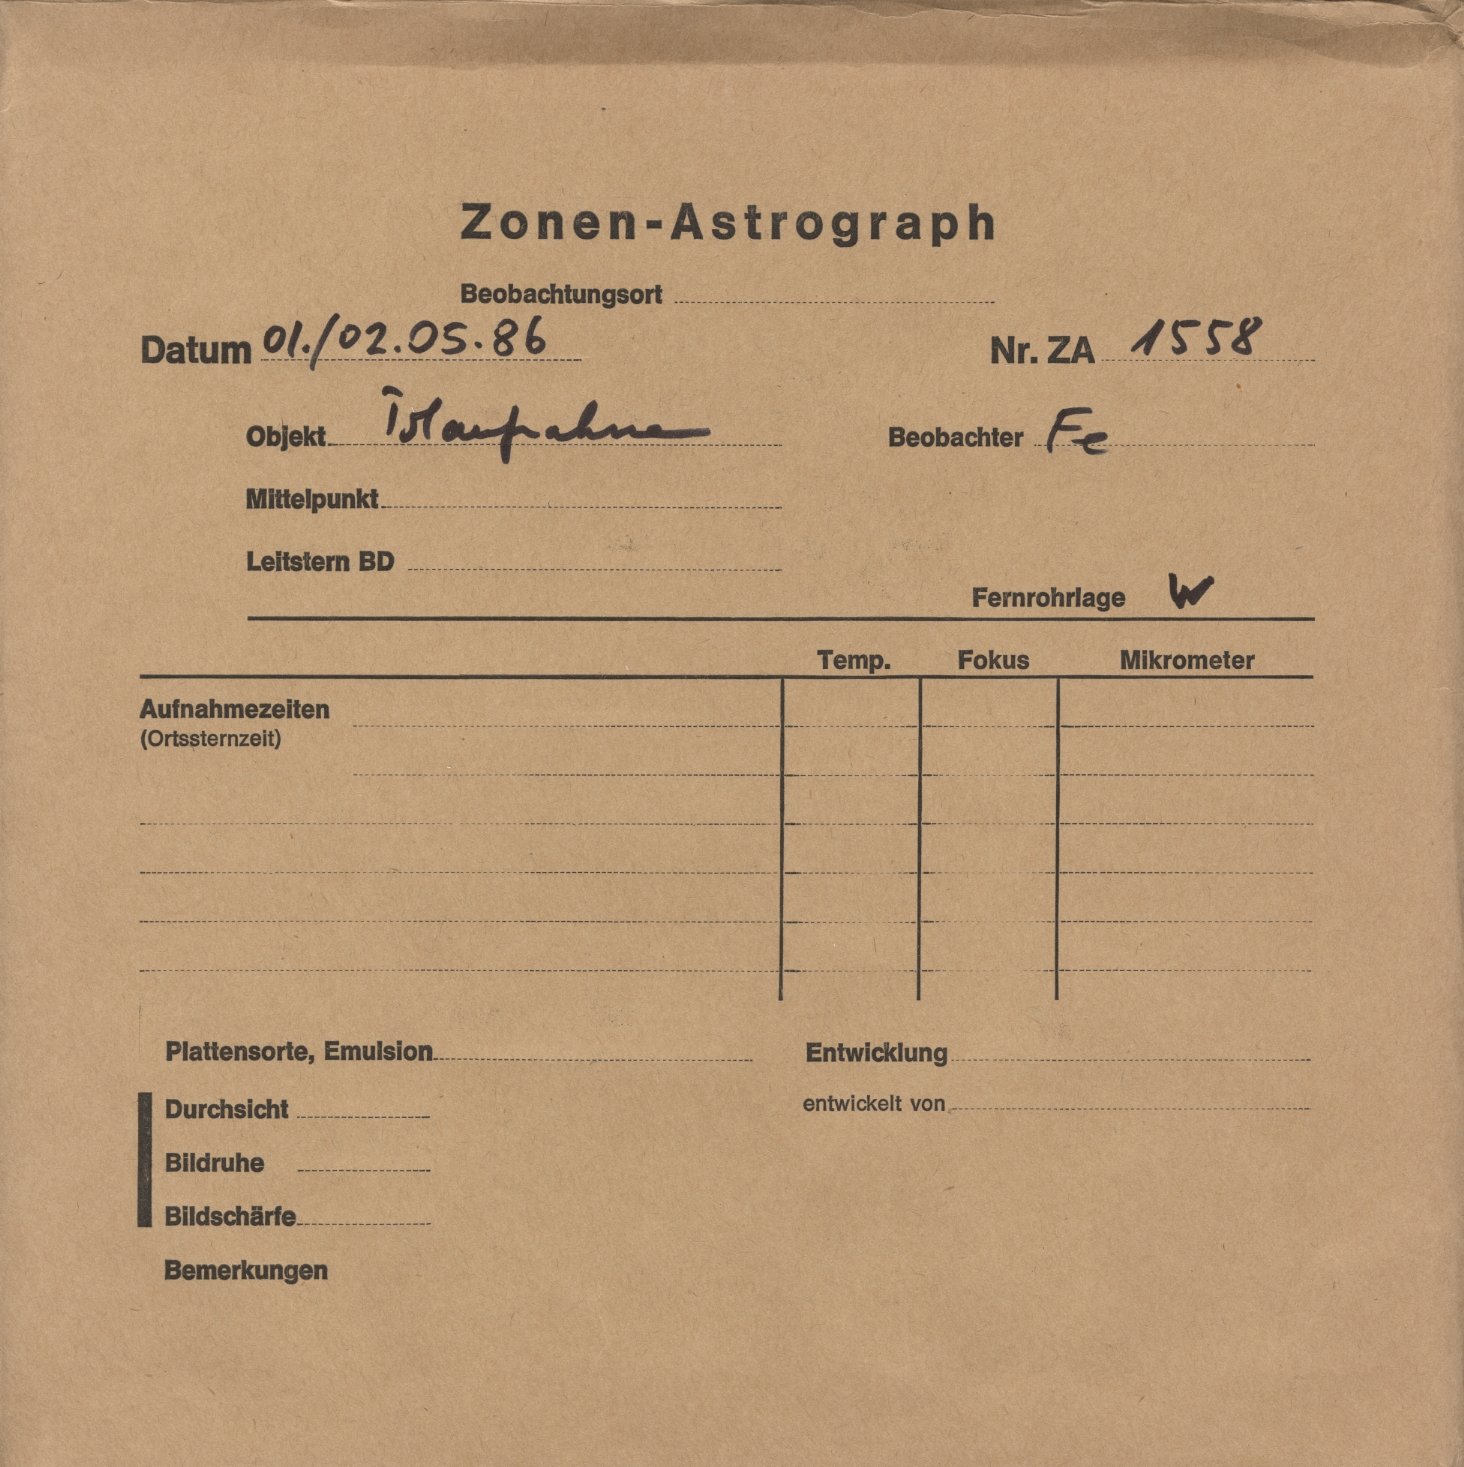 Zonen-Astrograph
Beobachtungsort
Datum 01./02.05.86 Nr. ZA 1558
Objekt Beobachter Fe
Mittelpunkt
Leitstern BD
Fernrohrlage W
Temp. Fokus Mikrometer
Aufnahmezeiten
(Ortssternzeit)
Plattensorte, Emulsion Entwicklung
Durchsicht entwickelt von
Bildruhe
Bildschärfe
Bemerkungen